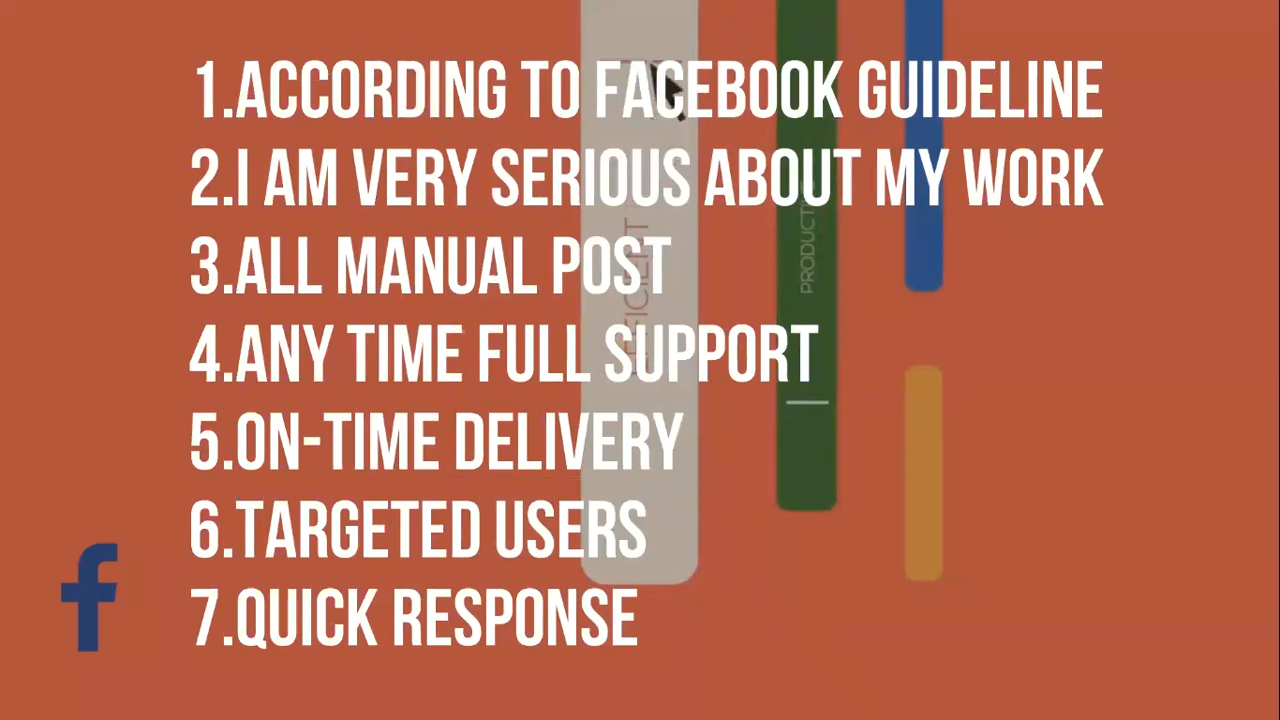 1.ACCORDING TO FACEBOOK GUIDELINE
2.I AM VERY SERIOUS ABOUT MY WORK
3.ALL MANUAL POST
4.ANY TIME FULL SUPPORT
5.ON-TIME DELIVERY
6.TARGETED USERS
7.QUICK RESPONSE
f